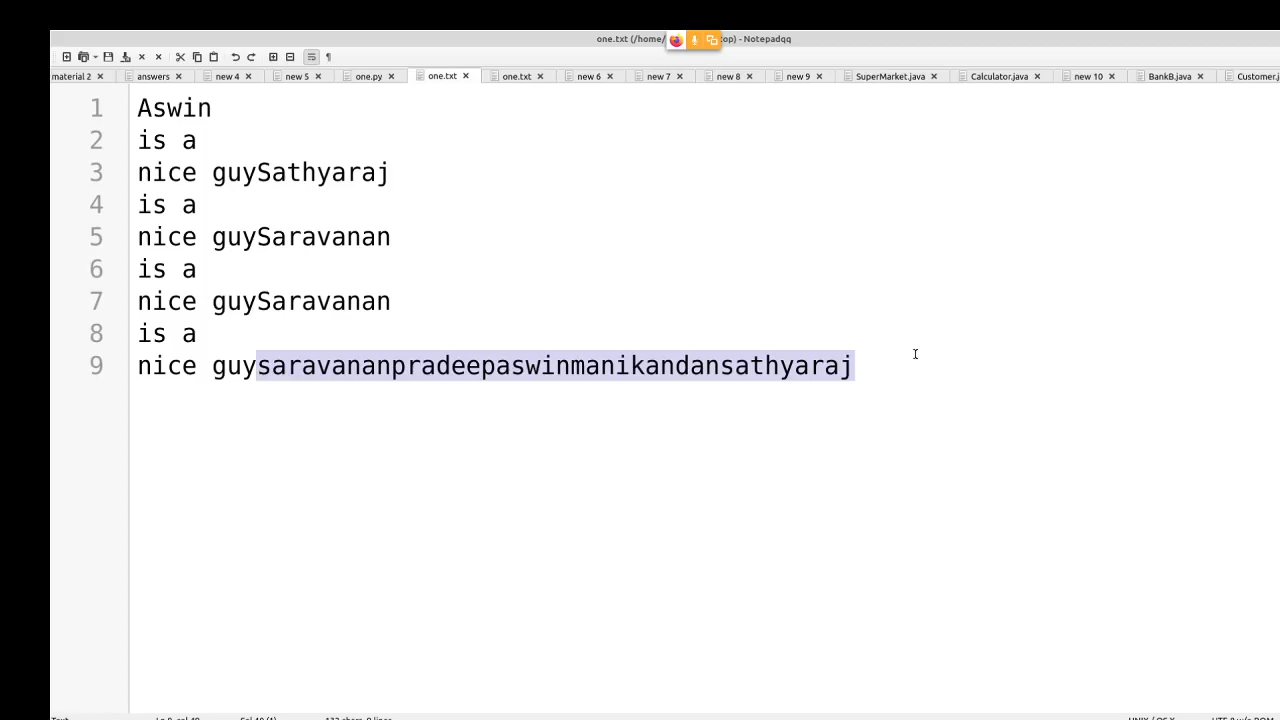 one.txt (/home/ top) - Notepadqq
material 2 answers new 4 new 5 one.py one.txt one.txt new 6 new 7 new 8 new 9 SuperMarket.java Calculator.java new 10 BankB.java Customer.j
1 Aswin
2 is a
3 nice guySathyaraj
4 is a
5 nice guySaravanan
6 is a
7 nice guySaravanan
8 is a
9 nice guysaravananpradeepaswinmanikandansathyaraj